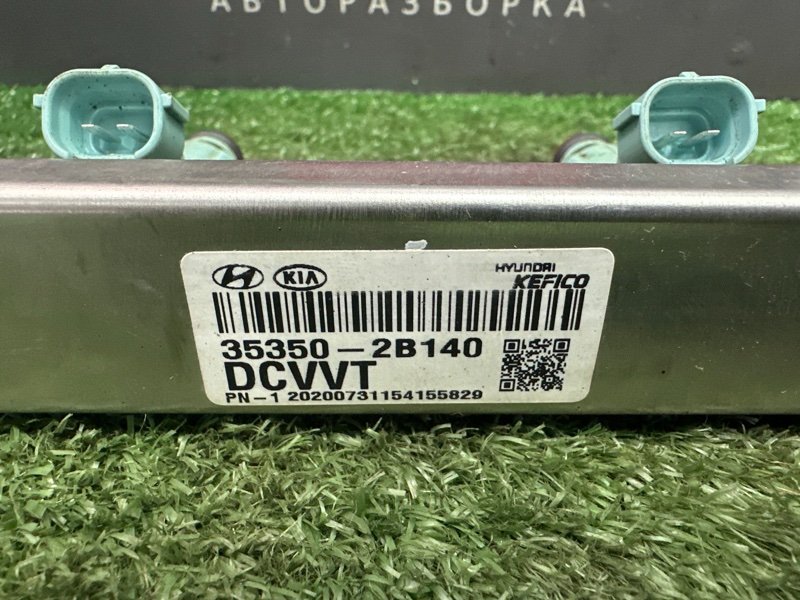 АВТОРАЗБОРКА
KIA
HYUNDAI
KEFICO
35350-2B140
DCVVT
PN-1 20200731154155829